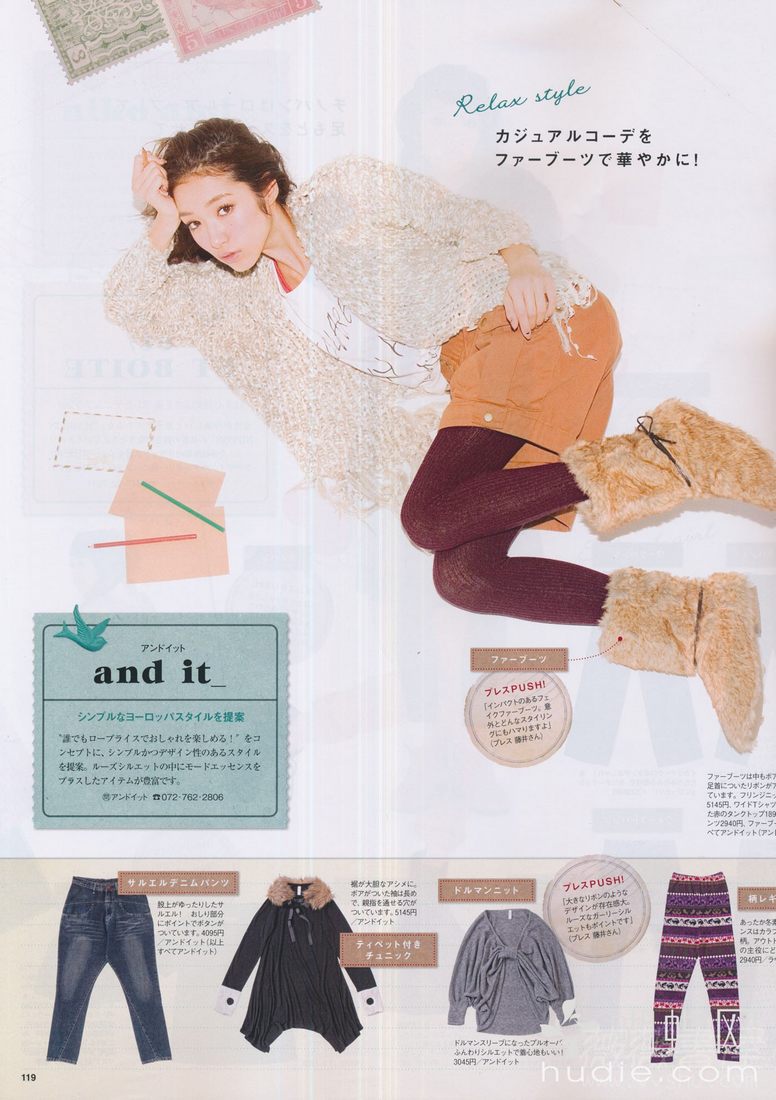 5
5
3
Relax style
カジュアルコーデを
ファーブーツで華やかに！
アンドイット
and it_
シンプルなヨーロッパスタイルを提案
“誰でもロープライスでおしゃれを楽しめる！”をコ
ンセプトに、シンプルかつデザイン性のあるスタイル
を提案。ルーズシルエットの中にモードエッセンスを
プラスしたアイテムが豊富です。
㉄アンドイット ☎072・762・2806
ファーブーツ
プレスPUSH!
「インパクトのあるフェ
イクファーブーツ。意
外とどんなスタイリン
グにもハマりますよ」
（プレス 藤井さん）
ファーブーツは中もボア
足首についたリボンがア
ています。フリンジニッ
5145円、ワイドTシャツ
た赤のタンクトップ189
ンツ2940円、ファーブ
べてアンドイット（アン
サルエルデニムパンツ
股上がゆったりしたサ
ルエル！ おしり部分
にポイントでボタンが
ついています。4095円
／アンドイット（以上
すべてアンドイット）
裾が大胆なアシメに。
ボアがついた袖は長め
で、親指を通せる穴が
ついています。5145円
／アンドイット
ティペット付き
チュニック
ドルマンニット
プレスPUSH!
「大きなリボンのような
デザインが存在感大。
ルーズなガーリーシル
エットもポイントです」
（プレス 藤井さん）
ドルマンスリーブになったプルオーバ。
ふんわりシルエットで着心地もいい！
3045円／アンドイット
柄レギ
あったか冬素
ンスはカラフ
柄。アウト
の主役にど
2940円／ラ
119
hudie.com